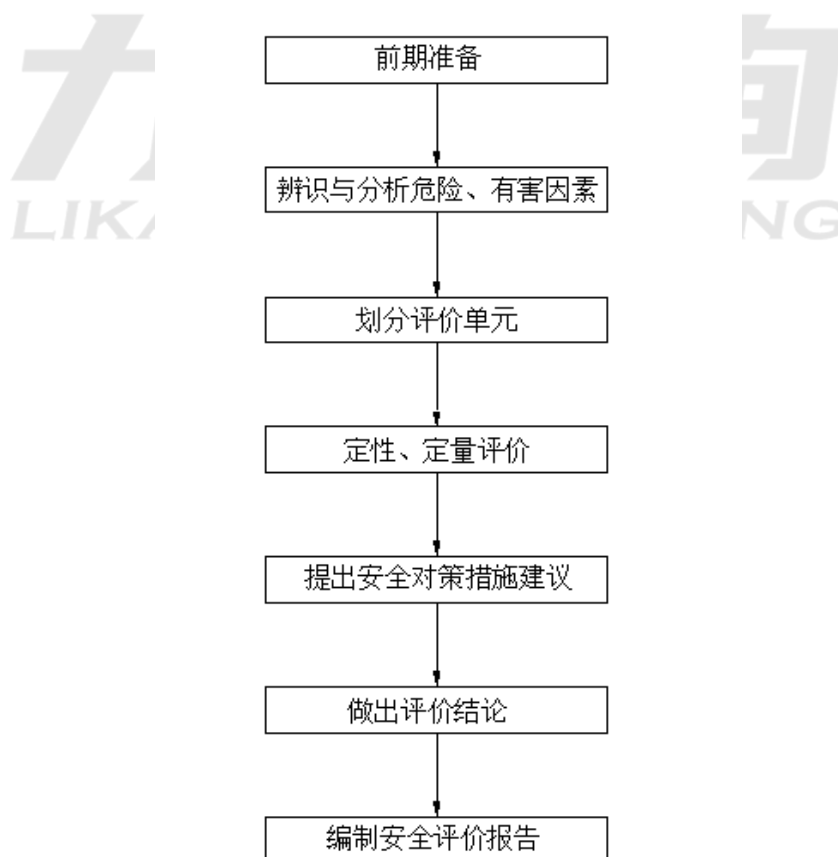 前期准备
辨识与分析危险、有害因素
划分评价单元
定性、定量评价
提出安全对策措施建议
做出评价结论
编制安全评价报告